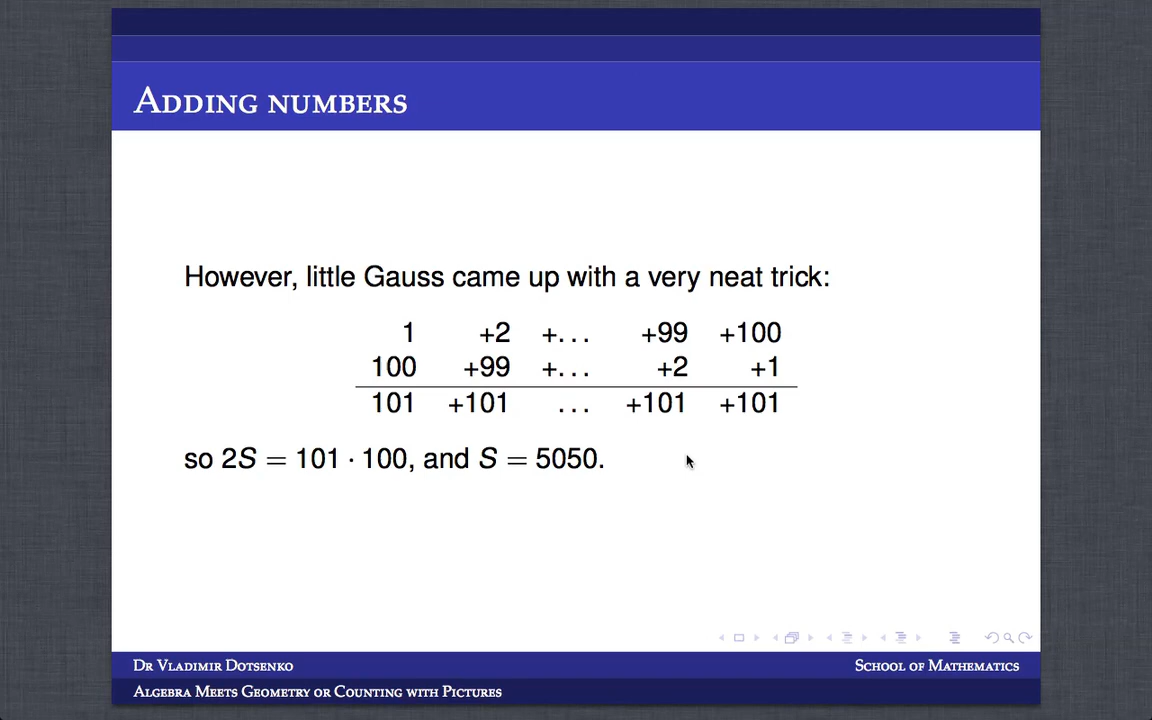 ADDING NUMBERS
However, little Gauss came up with a very neat trick:
1 +2 +... +99 +100
100 +99 +... +2 +1
101 +101 ... +101 +101
so 2S = 101 · 100, and S = 5050.
DR VLADIMIR DOTSENKO SCHOOL OF MATHEMATICS
ALGEBRA MEETS GEOMETRY OR COUNTING WITH PICTURES